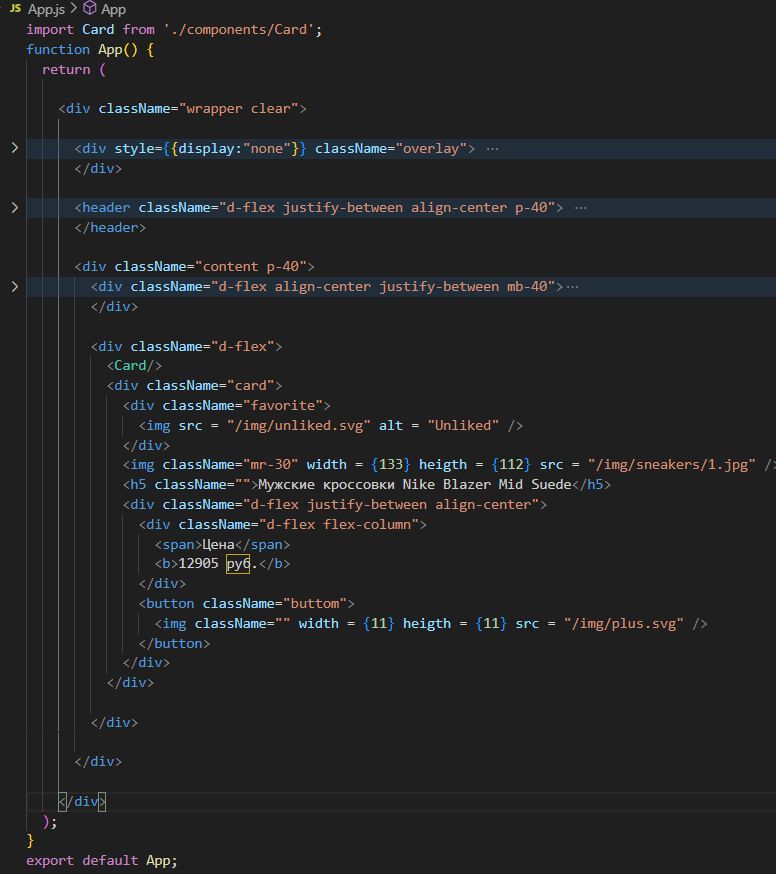 JS App.js > App
import Card from './components/Card';
function App() {
return (
<div className="wrapper clear">
<div style={{display:"none"}} className="overlay"> ···
</div>
<header className="d-flex justify-between align-center p-40"> ···
</header>
<div className="content p-40">
<div className="d-flex align-center justify-between mb-40">···
</div>
<div className="d-flex">
<Card/>
<div className="card">
<div className="favorite">
<img src = "/img/unliked.svg" alt = "Unliked" />
</div>
<img className="mr-30" width = {133} heigth = {112} src = "/img/sneakers/1.jpg" />
<h5 className="">Мужские кроссовки Nike Blazer Mid Suede</h5>
<div className="d-flex justify-between align-center">
<div className="d-flex flex-column">
<span>Цена</span>
<b>12905 руб.</b>
</div>
<button className="buttom">
<img className="" width = {11} heigth = {11} src = "/img/plus.svg" />
</button>
</div>
</div>
</div>
</div>
</div>
);
}
export default App;